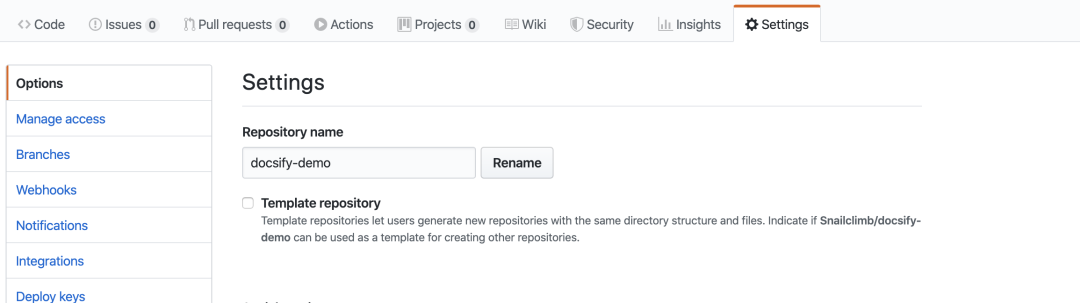 Code Issues 0 Pull requests 0 Actions Projects 0 Wiki Security Insights Settings
Options
Manage access
Branches
Webhooks
Notifications
Integrations
Deploy keys
Settings
Repository name
docsify-demo Rename
Template repository
Template repositories let users generate new repositories with the same directory structure and files. Indicate if Snailclimb/docsify-
demo can be used as a template for creating other repositories.